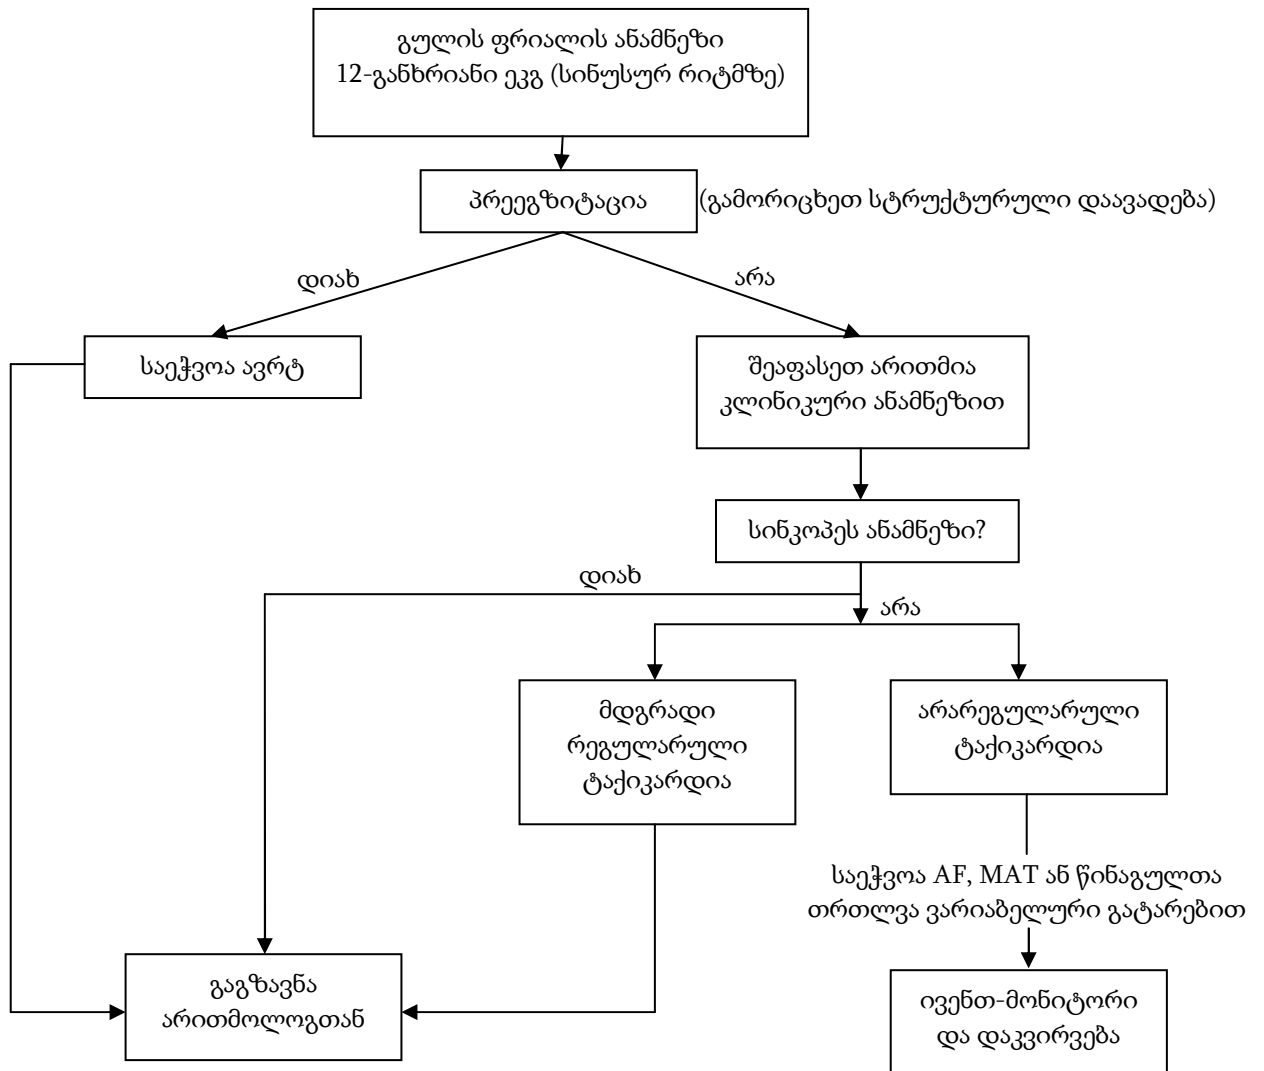 გულის ფრიალის ანამნეზი
12-განხრიანი ეკგ (სინუსურ რიტმზე)
პრეეგზიტაცია
(გამორიცხეთ სტრუქტურული დაავადება)
დიახ
არა
საეჭვოა ავრტ
შეაფასეთ არითმია
კლინიკური ანამნეზით
სინკოპეს ანამნეზი?
დიახ
არა
მდგრადი
რეგულარული
ტაქიკარდია
არარეგულარული
ტაქიკარდია
საეჭვოა AF, MAT ან წინაგულთა
თრთლვა ვარიაბელური გატარებით
გაგზავნა
არითმოლოგთან
ივენთ-მონიტორი
და დაკვირვება